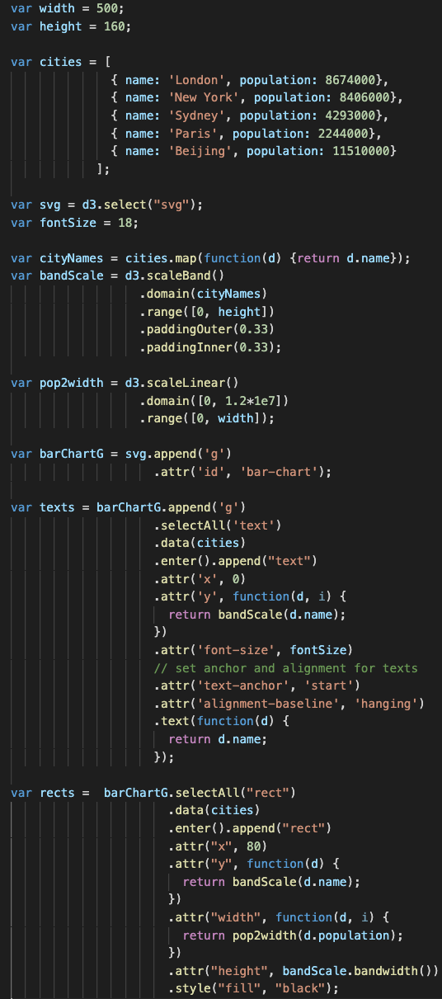 var width = 500;
var height = 160;
var cities = [
{ name: 'London', population: 8674000},
{ name: 'New York', population: 8406000},
{ name: 'Sydney', population: 4293000},
{ name: 'Paris', population: 2244000},
{ name: 'Beijing', population: 11510000}
];
var svg = d3.select("svg");
var fontSize = 18;
var cityNames = cities.map(function(d) {return d.name});
var bandScale = d3.scaleBand()
.domain(cityNames)
.range([0, height])
.paddingOuter(0.33)
.paddingInner(0.33);
var pop2width = d3.scaleLinear()
.domain([0, 1.2*1e7])
.range([0, width]);
var barChartG = svg.append('g')
.attr('id', 'bar-chart');
var texts = barChartG.append('g')
.selectAll('text')
.data(cities)
.enter().append("text")
.attr('x', 0)
.attr('y', function(d, i) {
return bandScale(d.name);
})
.attr('font-size', fontSize)
// set anchor and alignment for texts
.attr('text-anchor', 'start')
.attr('alignment-baseline', 'hanging')
.text(function(d) {
return d.name;
});
var rects =  barChartG.selectAll("rect")
.data(cities)
.enter().append("rect")
.attr("x", 80)
.attr("y", function(d) {
return bandScale(d.name);
})
.attr("width", function(d, i) {
return pop2width(d.population);
})
.attr("height", bandScale.bandwidth())
.style("fill", "black");